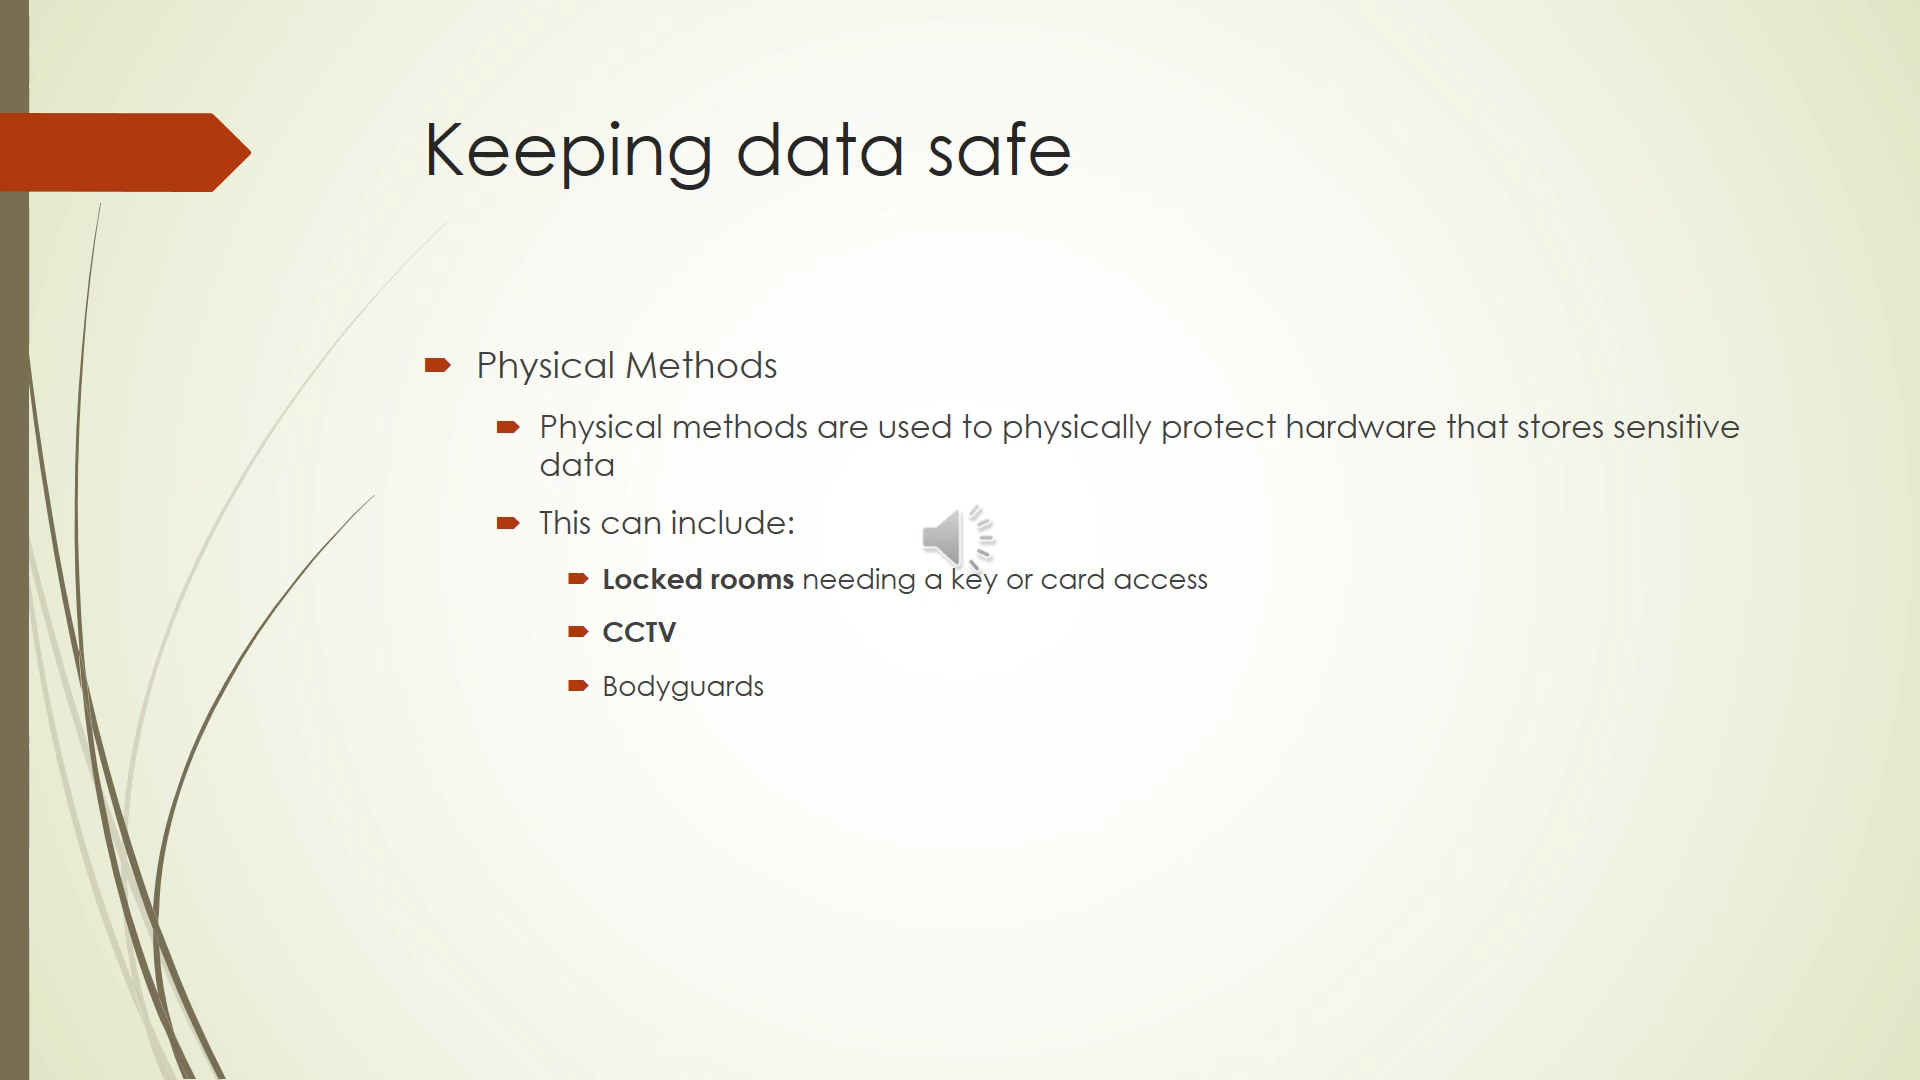 Keeping data safe
Physical Methods
Physical methods are used to physically protect hardware that stores sensitive
data
This can include:
Locked rooms needing a key or card access
CCTV
Bodyguards